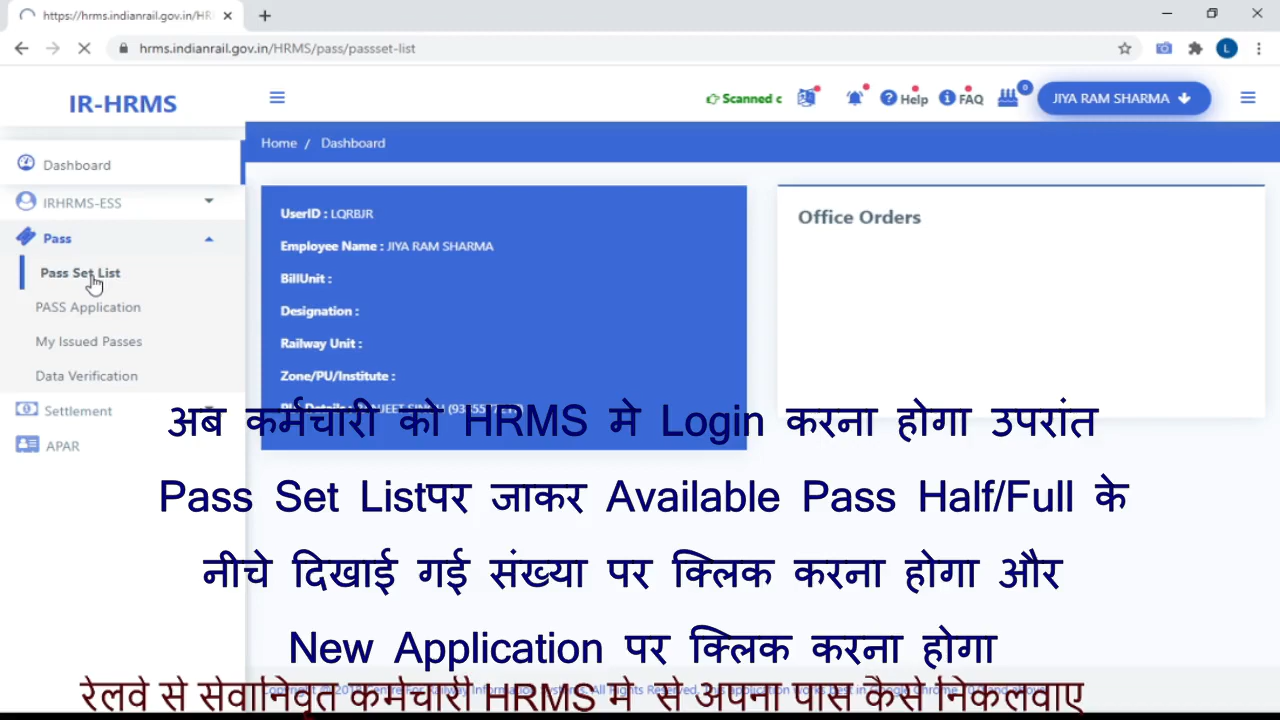 https://hrms.indianrail.gov.in/HR
hrms.indianrail.gov.in/HRMS/pass/passset-list
L
IR-HRMS
Scanned c
Help
FAQ
0
JIYA RAM SHARMA
Home / Dashboard
Dashboard
IRHRMS-ESS
Pass
Pass Set List
PASS Application
My Issued Passes
Data Verification
Settlement
APAR
UserID : LQRBJR
Employee Name : JIYA RAM SHARMA
BillUnit :
Designation :
Railway Unit :
Zone/PU/Institute :
Office Orders
अब कर्मचारी को HRMS मे Login करना होगा उपरांत
Pass Set Listपर जाकर Available Pass Half/Full के
नीचे दिखाई गई संख्या पर क्लिक करना होगा और
New Application पर क्लिक करना होगा
रेलवे से सेवानिवृत कर्मचारी HRMS मे से अपना पास कैसे निकलवाए